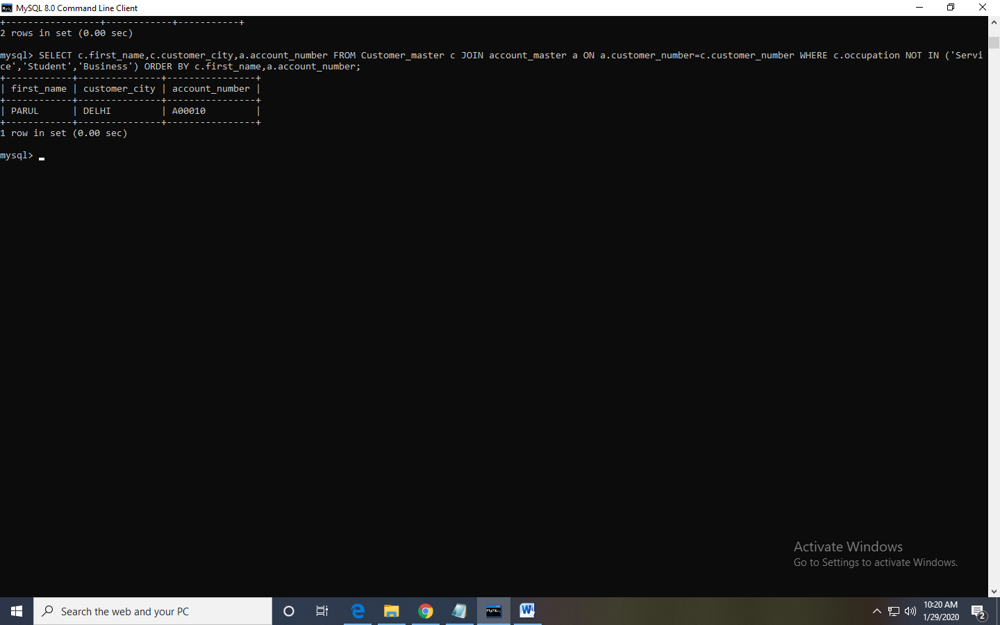 MySQL 8.0 Command Line Client
+-----------------+------------+-----------+
2 rows in set (0.00 sec)
mysql> SELECT c.first_name,c.customer_city,a.account_number FROM Customer_master c JOIN account_master a ON a.customer_number=c.customer_number WHERE c.occupation NOT IN ('Servi
ce','Student','Business') ORDER BY c.first_name,a.account_number;
+------------+---------------+----------------+
| first_name | customer_city | account_number |
+------------+---------------+----------------+
| PARUL      | DELHI         | A00010         |
+------------+---------------+----------------+
1 row in set (0.00 sec)
mysql>
Activate Windows
Go to Settings to activate Windows.
Search the web and your PC
MySQL
W
10:20 AM
1/29/2020
2